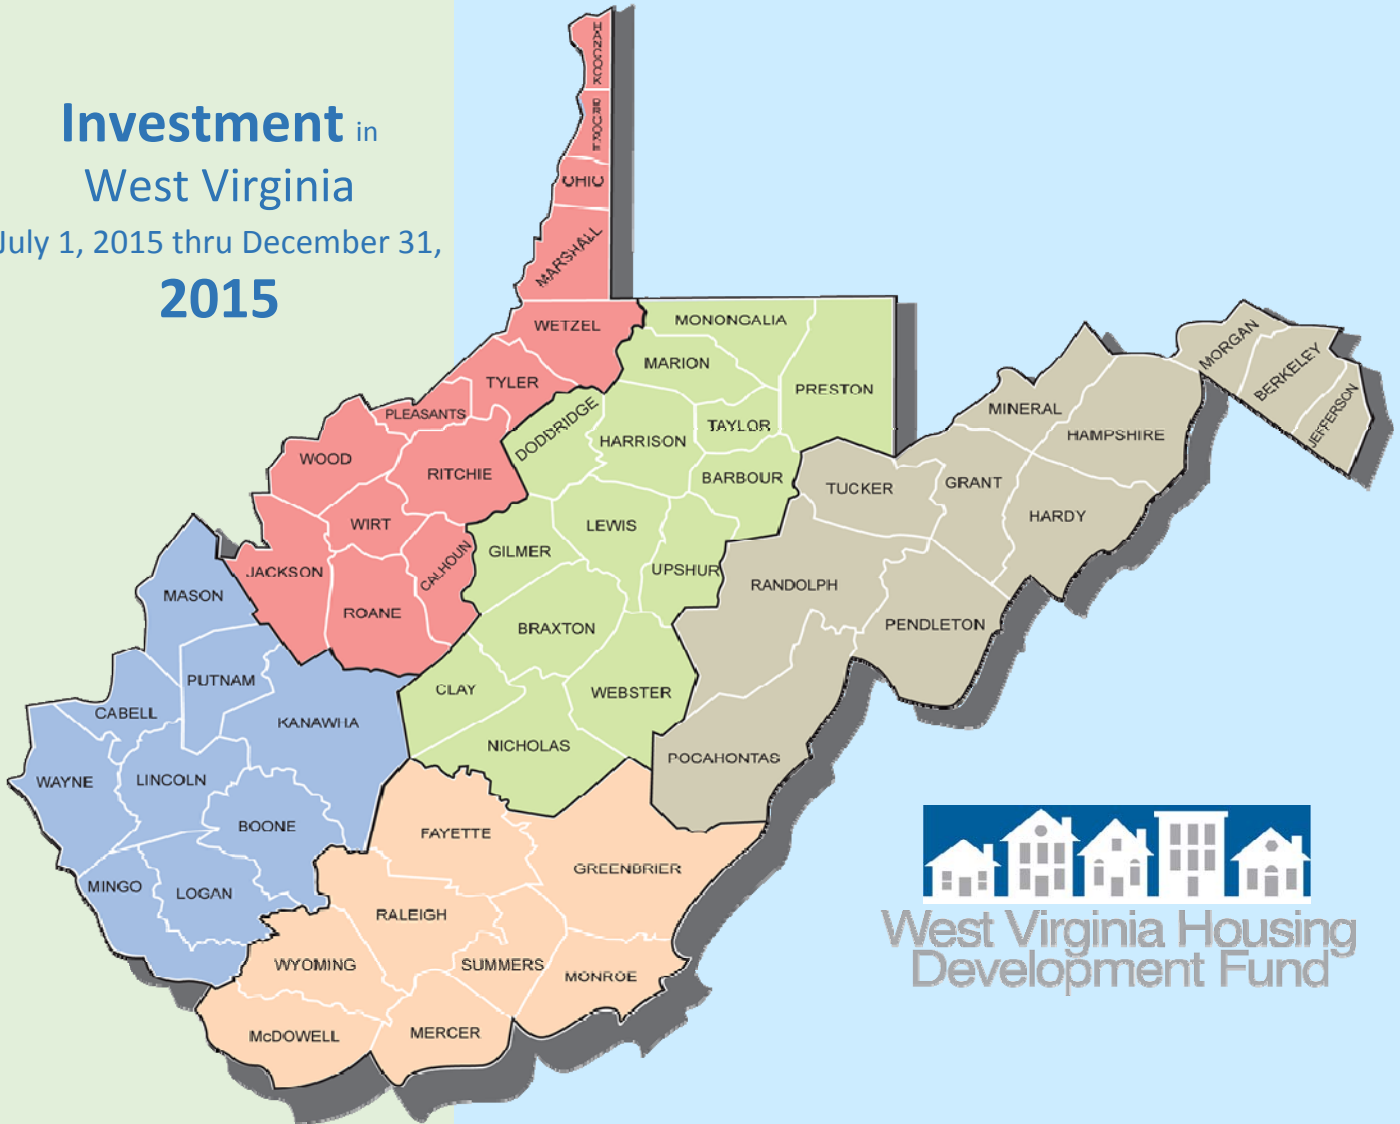 Investment in
West Virginia
July 1, 2015 thru December 31,
2015
HANCOCK
BROOKE
OHIO
MARSHALL
WETZEL
MONONGALIA
MARION
TYLER
PRESTON
PLEASANTS
DODDRIDGE
HARRISON
TAYLOR
WOOD
RITCHIE
BARBOUR
MORGAN
BERKELEY
JEFFERSON
MINERAL
HAMPSHIRE
TUCKER
GRANT
HARDY
WIRT
LEWIS
GILMER
CALHOUN
JACKSON
UPSHUR
RANDOLPH
MASON
ROANE
BRAXTON
PENDLETON
PUTNAM
CLAY
WEBSTER
CABELL
KANAWHA
NICHOLAS
POCAHONTAS
WAYNE
LINCOLN
BOONE
FAYETTE
GREENBRIER
MINGO
LOGAN
RALEIGH
WYOMING
SUMMERS
MONROE
McDOWELL
MERCER
West Virginia Housing
Development Fund